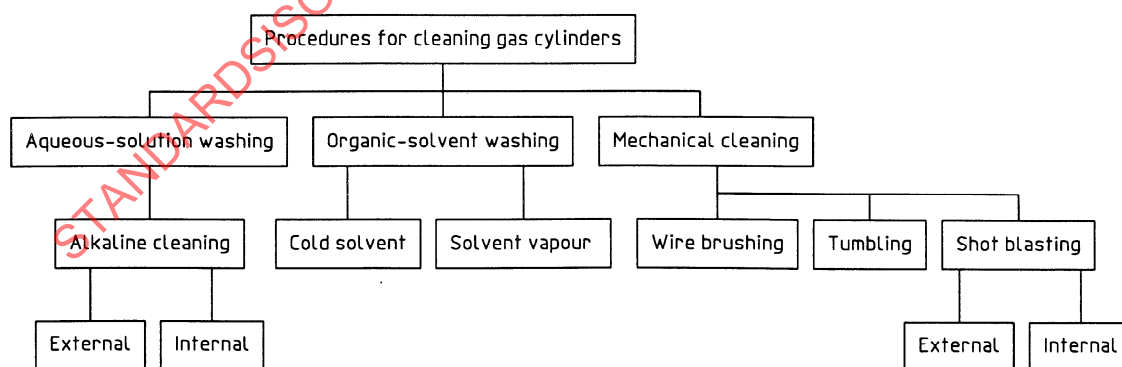 Procedures for cleaning gas cylinders
Aqueous-solution washing
Organic-solvent washing
Mechanical cleaning
Alkaline cleaning
Cold solvent
Solvent vapour
Wire brushing
Tumbling
Shot blasting
External
Internal
External
Internal
STANDARDSISO